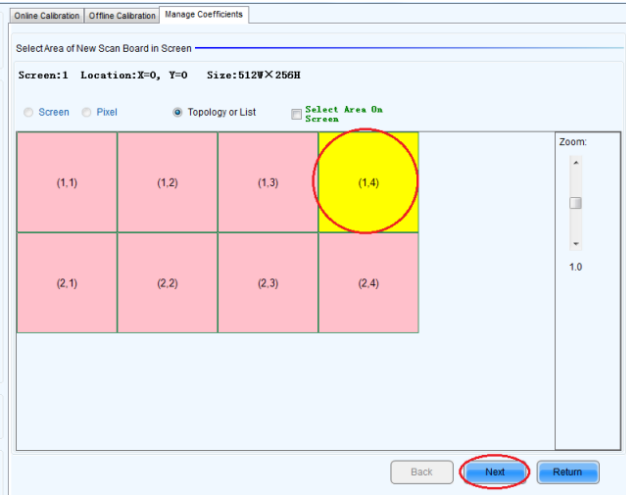 Online Calibration Offline Calibration Manage Coefficients
Select Area of New Scan Board in Screen
Screen:1 Location:X=0, Y=0 Size:512W×256H
Screen Pixel Topology or List Select Area On
Screen
Zoom:
(1,1) (1,2) (1,3) (1,4)
1.0
(2,1) (2,2) (2,3) (2,4)
Back Next Return